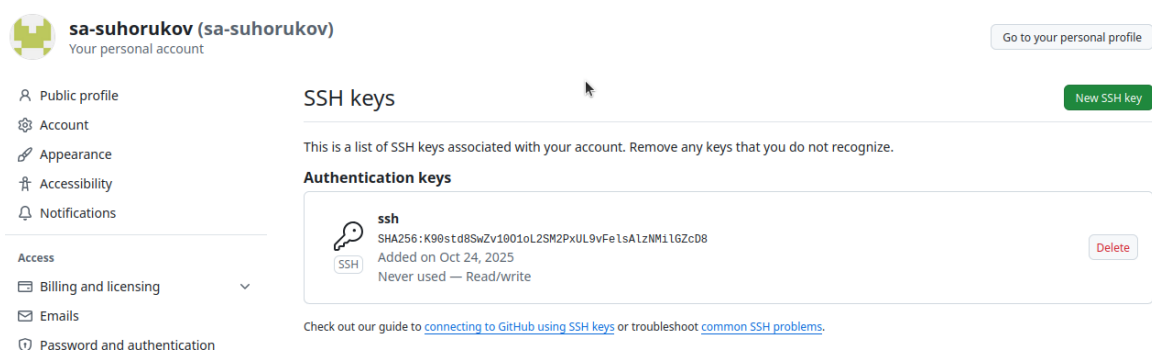 sa-suhorukov (sa-suhorukov)
Your personal account
Go to your personal profile
Public profile
Account
Appearance
Accessibility
Notifications
Access
Billing and licensing
Emails
Password and authentication
SSH keys
New SSH key
This is a list of SSH keys associated with your account. Remove any keys that you do not recognize.
Authentication keys
ssh
SHA256:K90std8SwZv10O1oL2SM2PxUL9vFelsAlzNMilGZcD8
SSH
Added on Oct 24, 2025
Never used — Read/write
Delete
Check out our guide to connecting to GitHub using SSH keys or troubleshoot common SSH problems.